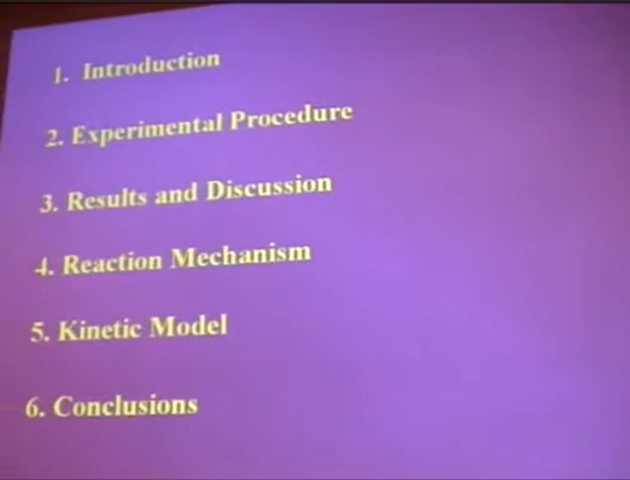 1. Introduction
2. Experimental Procedure
3. Results and Discussion
4. Reaction Mechanism
5. Kinetic Model
6. Conclusions